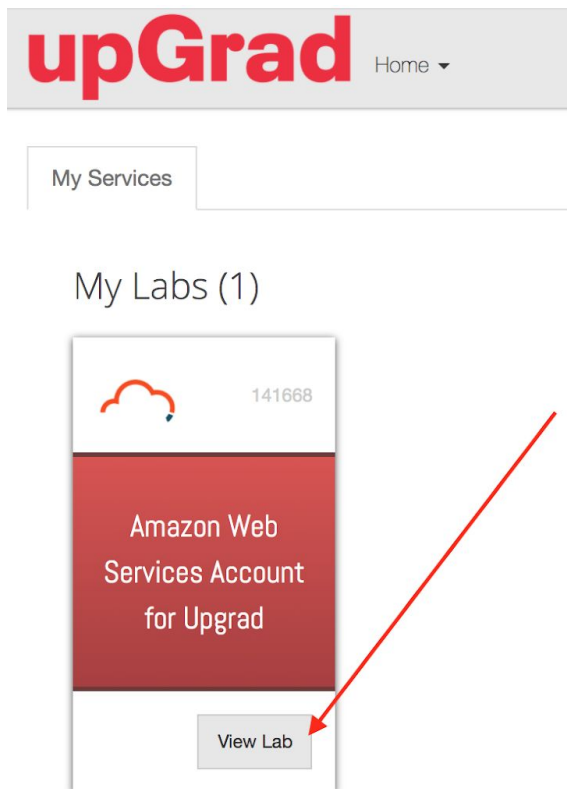 upGrad
Home
My Services
My Labs (1)
141668
Amazon Web
Services Account
for Upgrad
View Lab